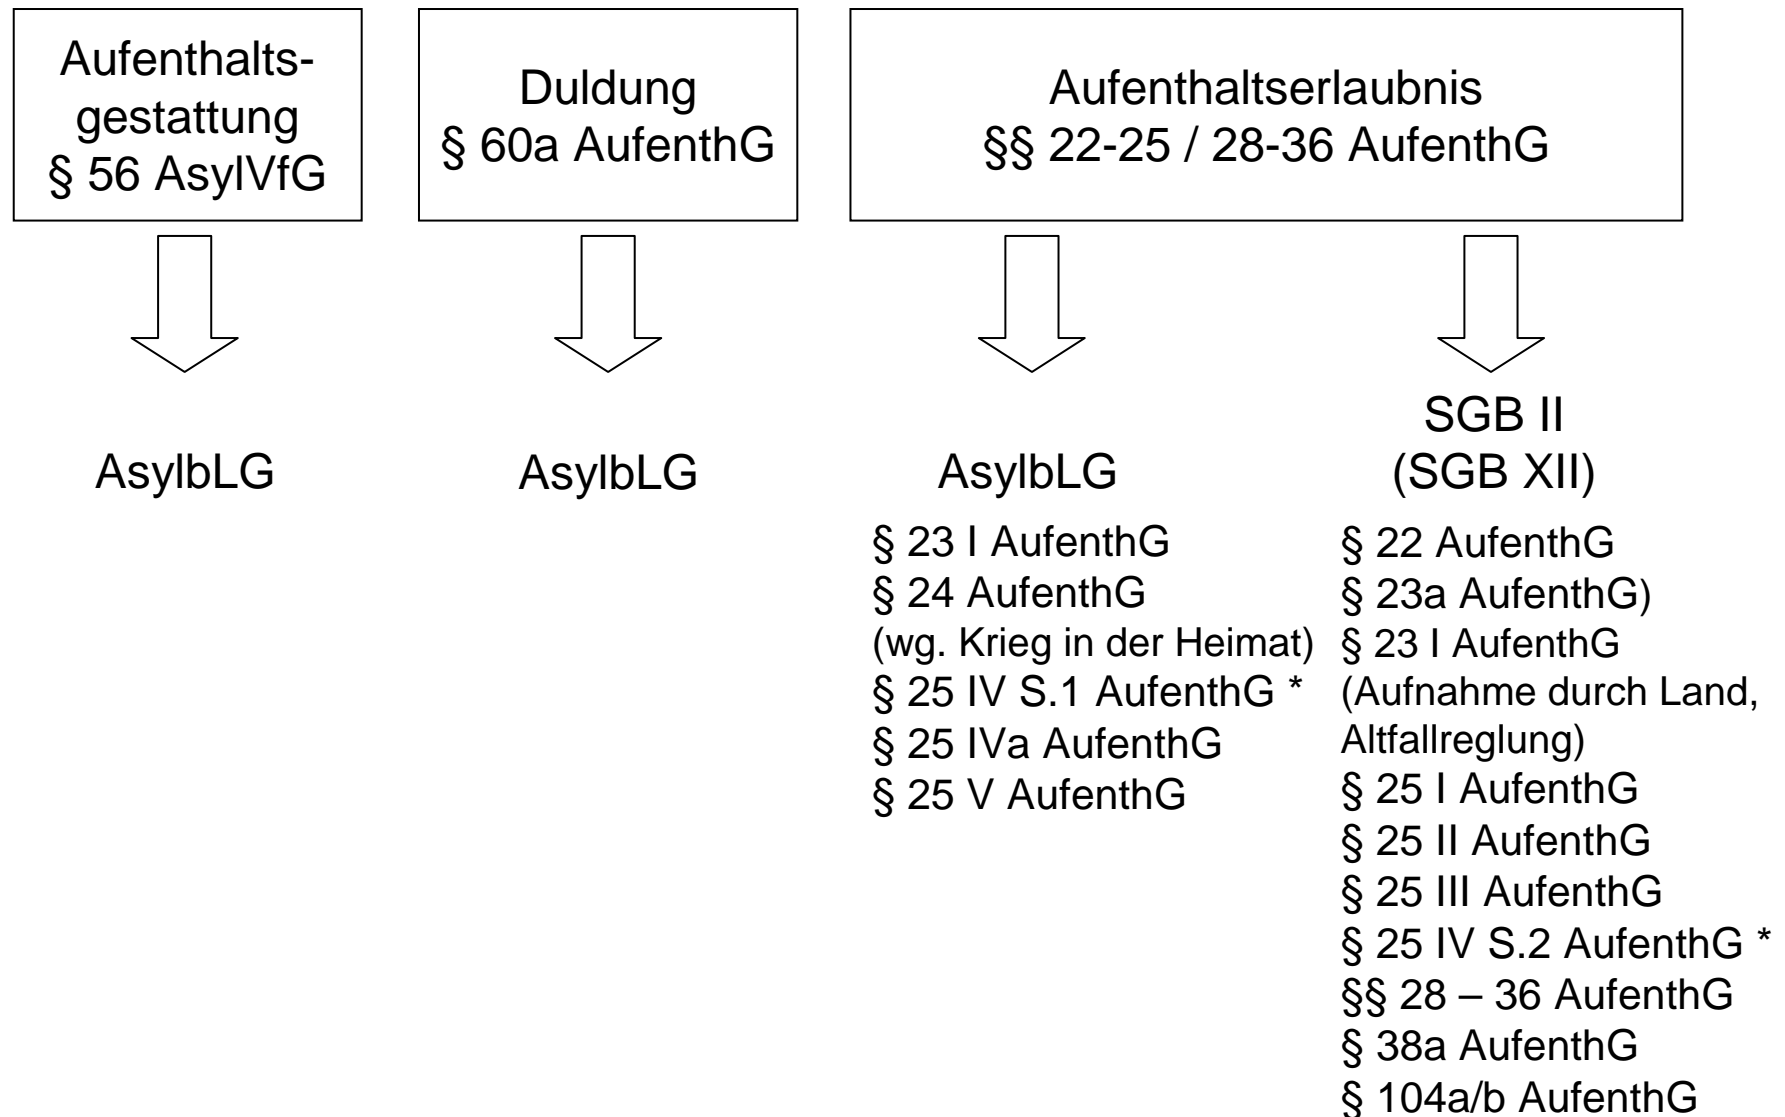 Aufenthalts-
gestattung
§ 56 AsylVfG
Duldung
§ 60a AufenthG
Aufenthaltserlaubnis
§§ 22-25 / 28-36 AufenthG
AsylbLG
AsylbLG
AsylbLG
§ 23 I AufenthG
§ 24 AufenthG
(wg. Krieg in der Heimat)
§ 25 IV S.1 AufenthG *
§ 25 IVa AufenthG
§ 25 V AufenthG
SGB II
(SGB XII)
§ 22 AufenthG
§ 23a AufenthG)
§ 23 I AufenthG
(Aufnahme durch Land,
Altfallreglung)
§ 25 I AufenthG
§ 25 II AufenthG
§ 25 III AufenthG
§ 25 IV S.2 AufenthG *
§§ 28 – 36 AufenthG
§ 38a AufenthG
§ 104a/b AufenthG